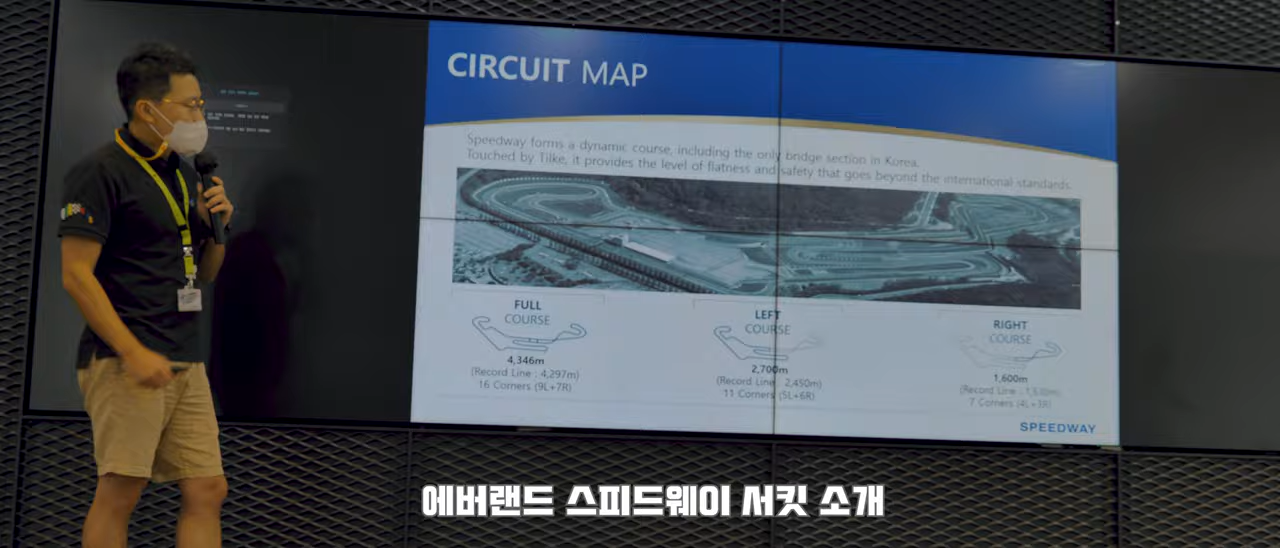 CIRCUIT MAP
Speedway forms a dynamic course, including the only bridge section in Korea.
Touched by Tilke, it provides the level of flatness and safety that goes beyond the international standards.
FULL
COURSE
4,346m
(Record Line : 4,297m)
16 Corners (9L+7R)
LEFT
COURSE
2,700m
(Record Line : 2,450m)
11 Corners (5L+6R)
RIGHT
COURSE
1,600m
(Record Line :
7 Corners (4L+3R)
SPEEDWAY
에버랜드 스피드웨이 서킷 소개